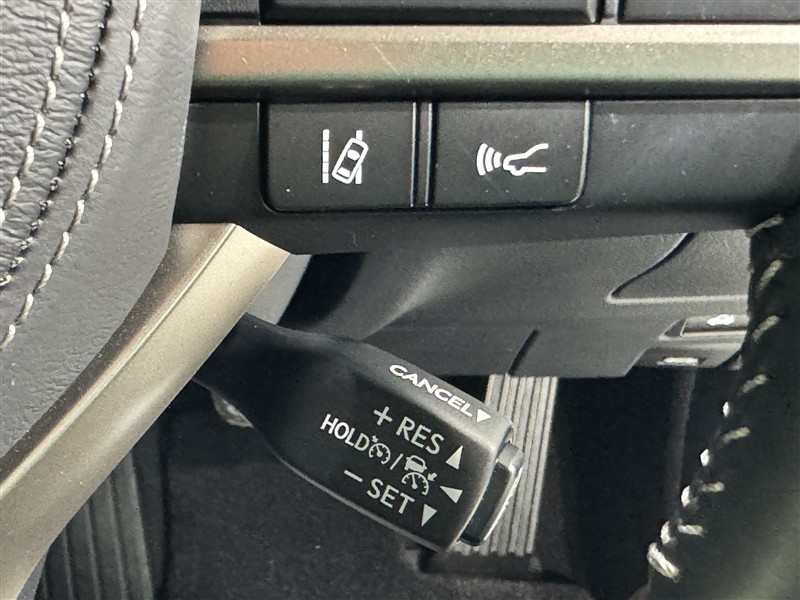 CANCEL
+ RES
HOLD /
− SET